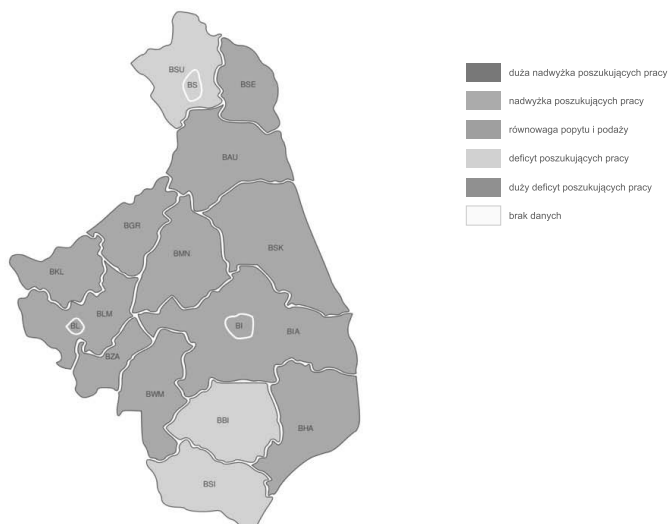 BSU
BS
BSE
BAU
BGR
BMN
BSK
BKL
BLM
BL
BI
BIA
BZA
BWM
BBI
BHA
BSI
duża nadwyżka poszukujących pracy
nadwyżka poszukujących pracy
równowaga popytu i podaży
deficyt poszukujących pracy
duży deficyt poszukujących pracy
brak danych